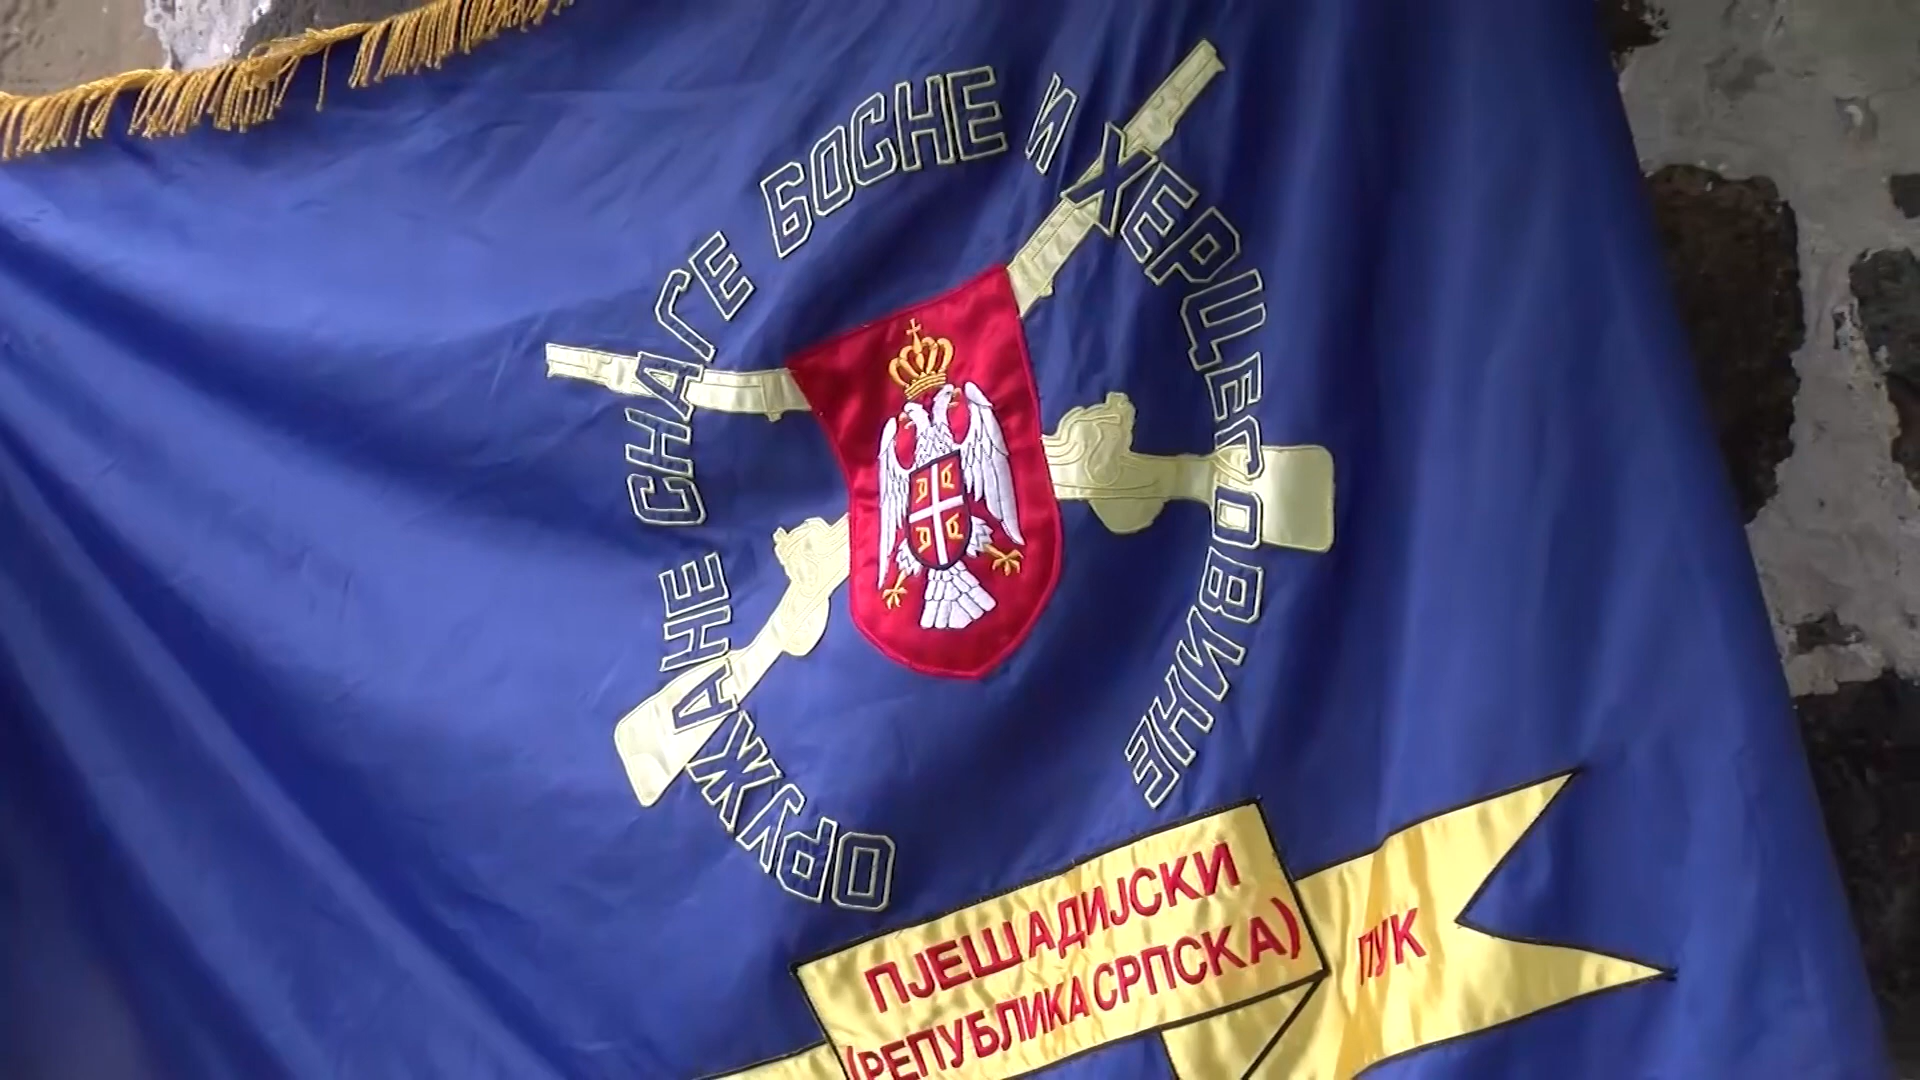 ОРУЖАНЕ СНАГЕ БОСНЕ И ХЕРЦЕГОВИНЕ
ПЈЕШАДИЈСКИ
(РЕПУБЛИКА СРПСКА)
ПУК